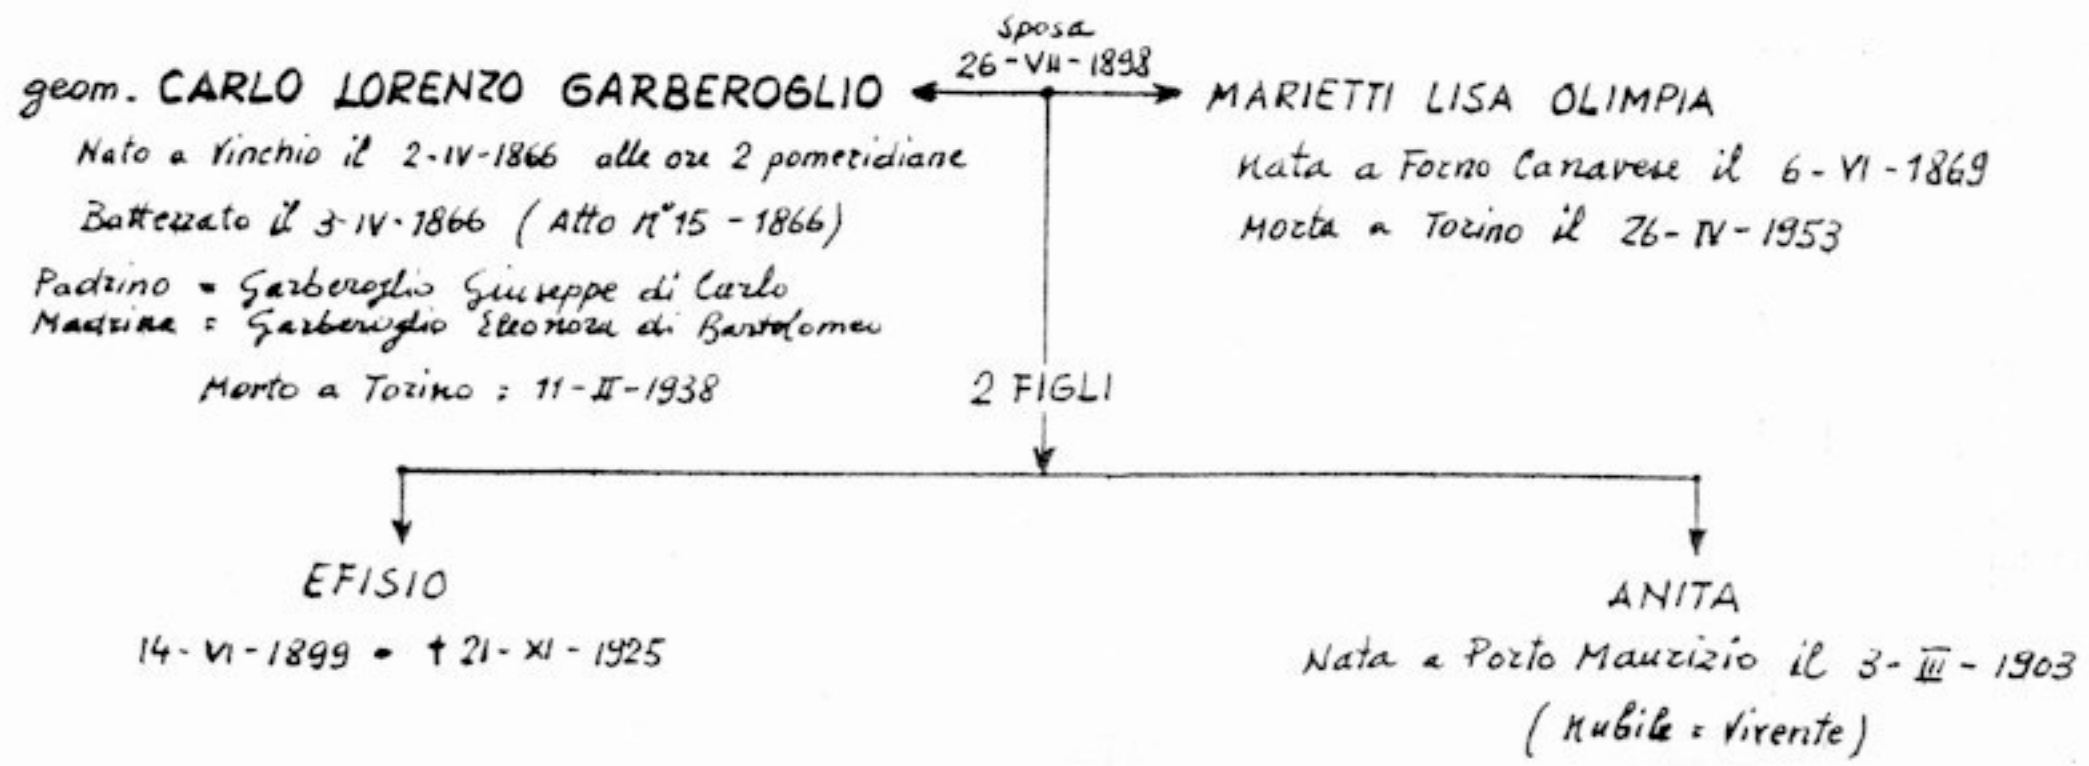 sposa
26-VII-1898
geom. CARLO LORENZO GARBEROGLIO
MARIETTI LISA OLIMPIA
Nato a Vinchio il 2-IV-1866 alle ore 2 pomeridiane
Nata a Forno Canavese il 6-VI-1869
Battezzato il 3-IV-1866 (Atto n° 15 - 1866)
Morta a Torino il 26-IV-1953
Padrino = Garberoglio Giuseppe di Carlo
Madrina = Garberoglio Eleonora di Bartolomeo
Morto a Torino : 11-II-1938
2 FIGLI
EFISIO
ANITA
14-VI-1899 - † 21-XI-1925
Nata a Porto Maurizio il 3-III-1903
(Nubile = Vivente)